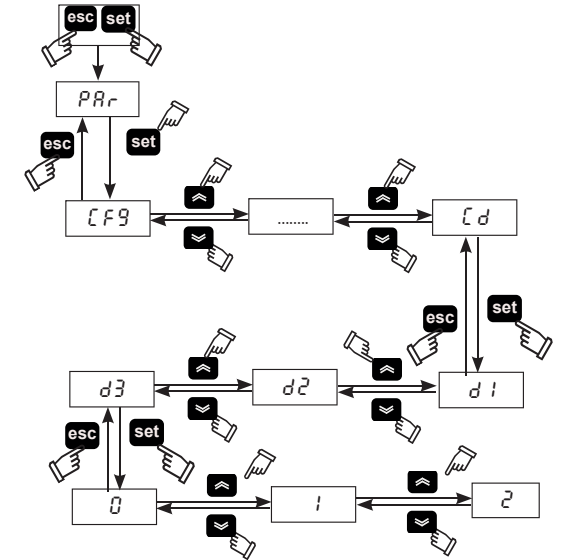 esc set
PAr
esc set
CF9 ........ Cd
esc set
d3 d2 d1
esc set
0 1 2